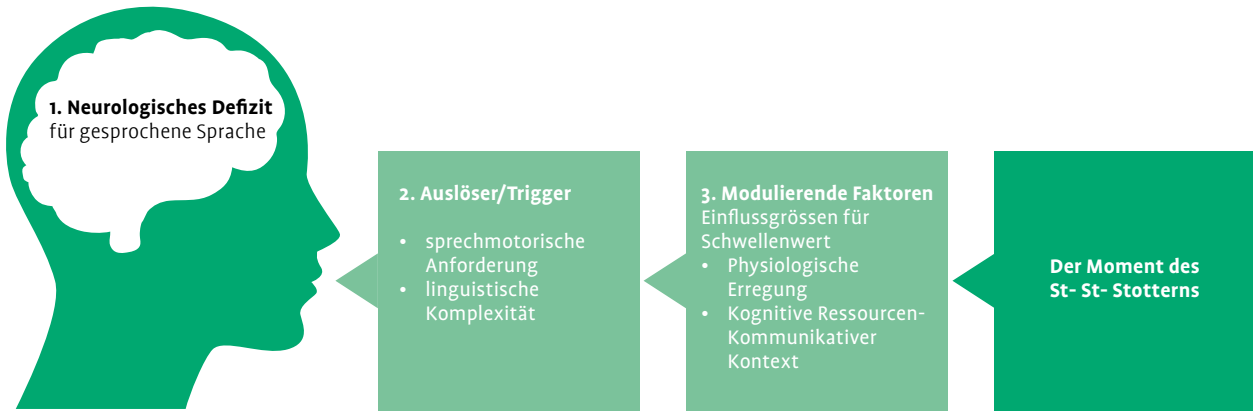 1. Neurologisches Defizit
für gesprochene Sprache
2. Auslöser/Trigger
• sprechmotorische
Anforderung
• linguistische
Komplexität
3. Modulierende Faktoren
Einflussgrössen für
Schwellenwert
• Physiologische
Erregung
• Kognitive Ressourcen-
Kommunikativer
Kontext
Der Moment des
St- St- Stotterns